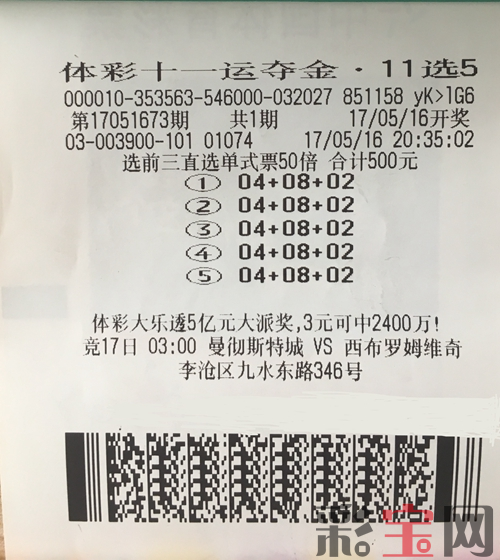 体彩十一运夺金·11选5
000010-353563-546000-032027 851158 yK>lG6
第17051673期 共1期 17/05/16开奖
03-003900-101 01074 17/05/16 20:35:02
选前三直选单式票50倍 合计500元
① 04+08+02
② 04+08+02
③ 04+08+02
④ 04+08+02
⑤ 04+08+02
体彩大乐透5亿元大派奖,3元可中2400万!
竞17日 03:00 曼彻斯特城 VS 西布罗姆维奇
李沧区九水东路346号
彩宝网